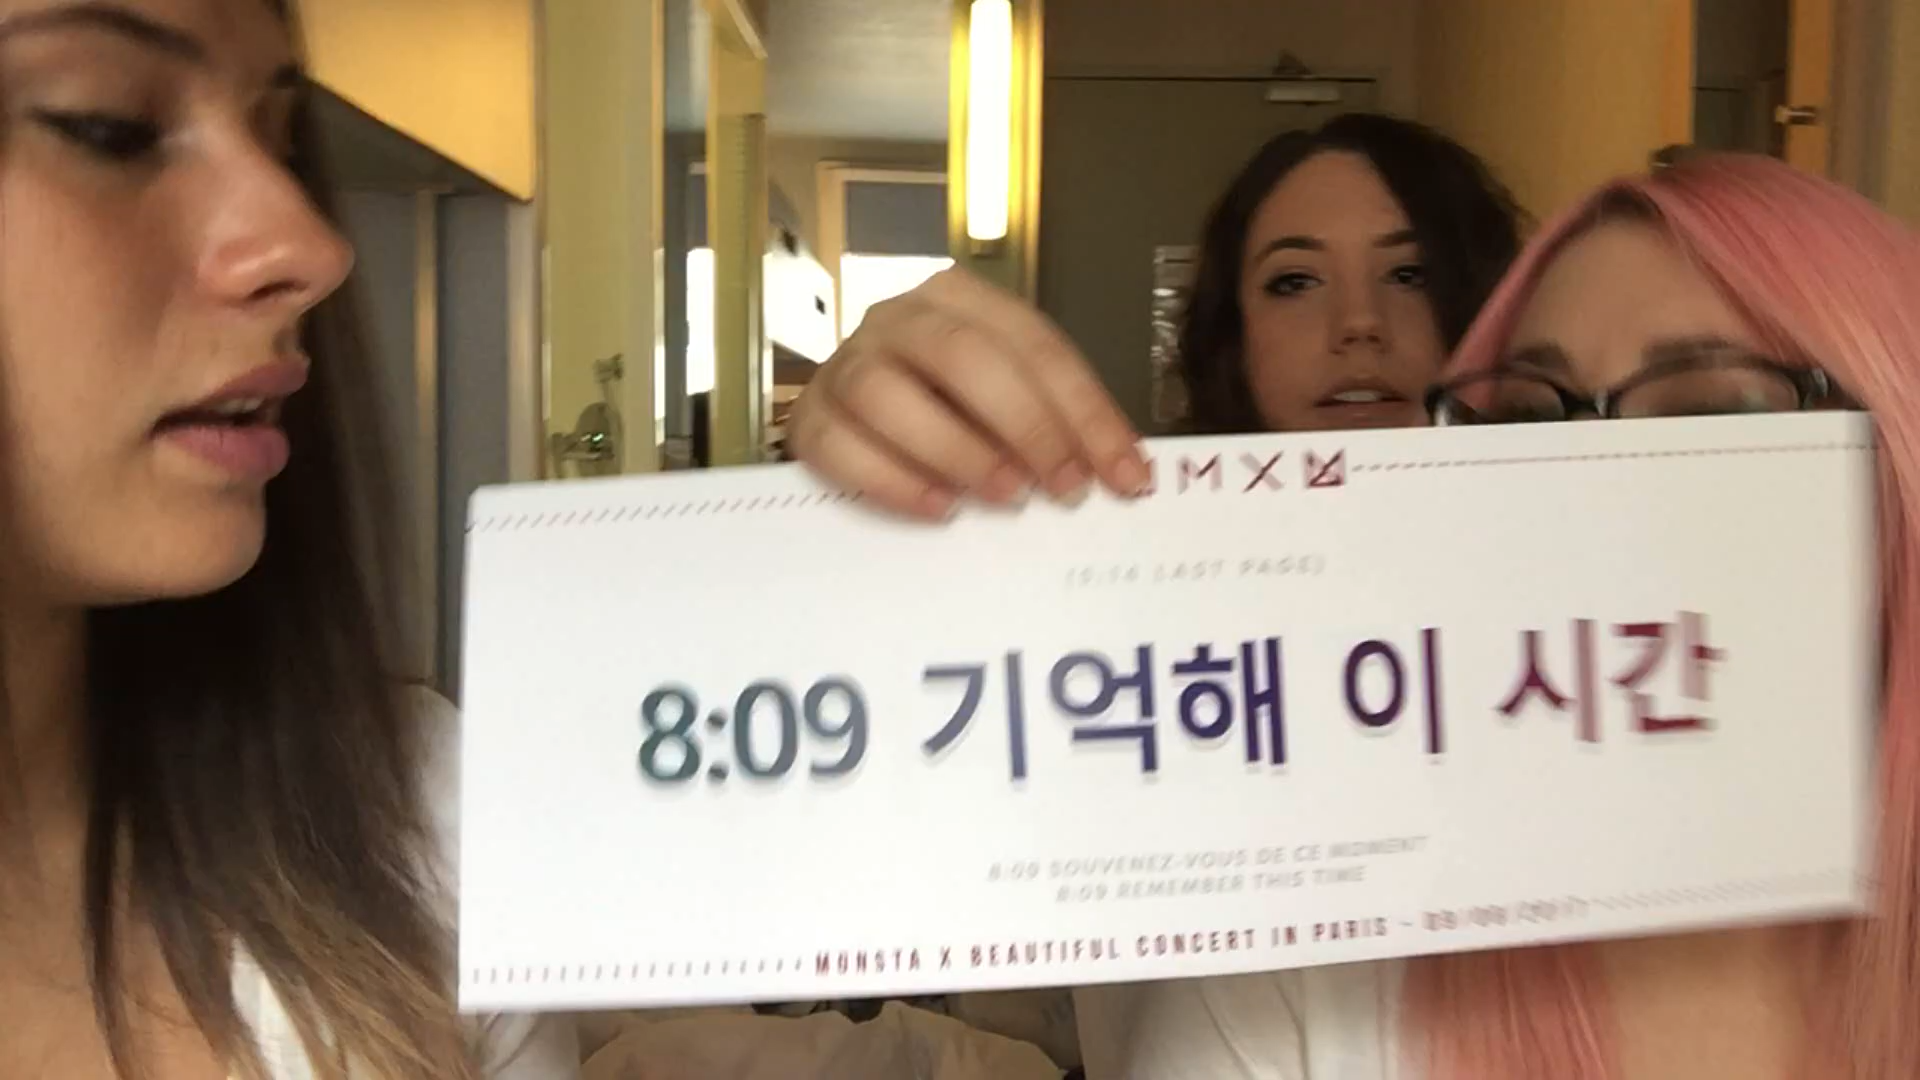 M X
(5:14 LAST PAGE)
8:09 기억해 이 시간
8:09 SOUVENEZ-VOUS DE CE MOMENT
8:09 REMEMBER THIS TIME
MONSTA X BEAUTIFUL CONCERT IN PARIS -